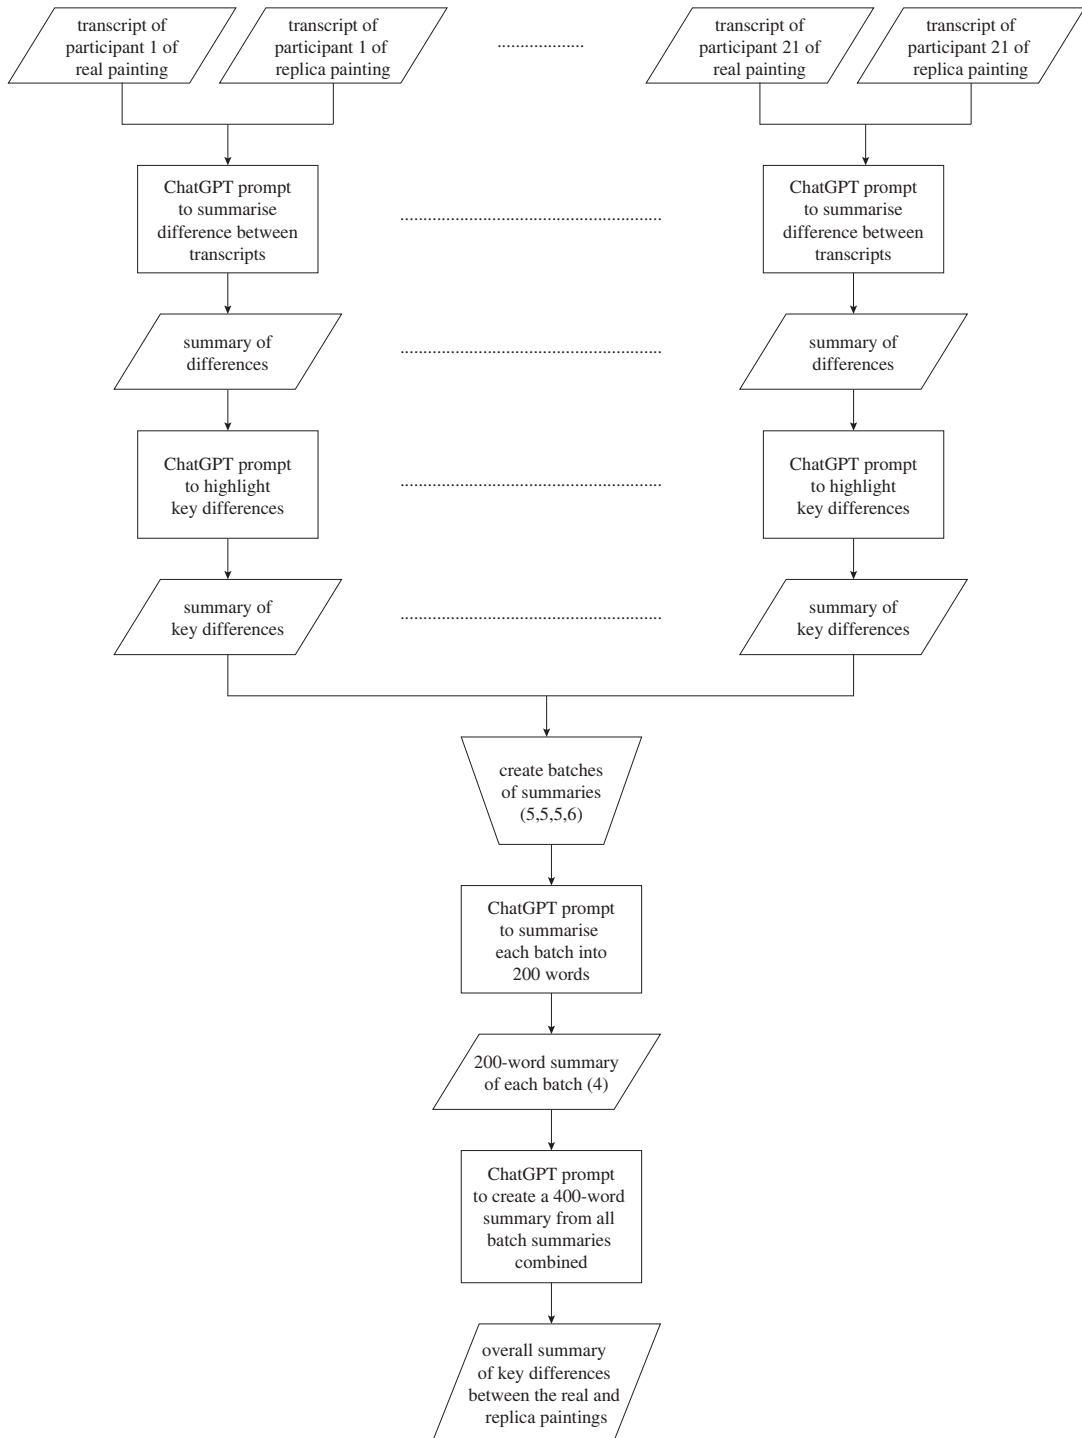 transcript of
participant 1 of
real painting
transcript of
participant 1 of
replica painting
....................
transcript of
participant 21 of
real painting
transcript of
participant 21 of
replica painting
ChatGPT prompt
to summarise
difference between
transcripts
ChatGPT prompt
to summarise
difference between
transcripts
summary of
differences
summary of
differences
ChatGPT prompt
to highlight
key differences
ChatGPT prompt
to highlight
key differences
summary of
key differences
summary of
key differences
create batches
of summaries
(5,5,5,6)
ChatGPT prompt
to summarise
each batch into
200 words
200-word summary
of each batch (4)
ChatGPT prompt
to create a 400-word
summary from all
batch summaries
combined
overall summary
of key differences
between the real and
replica paintings